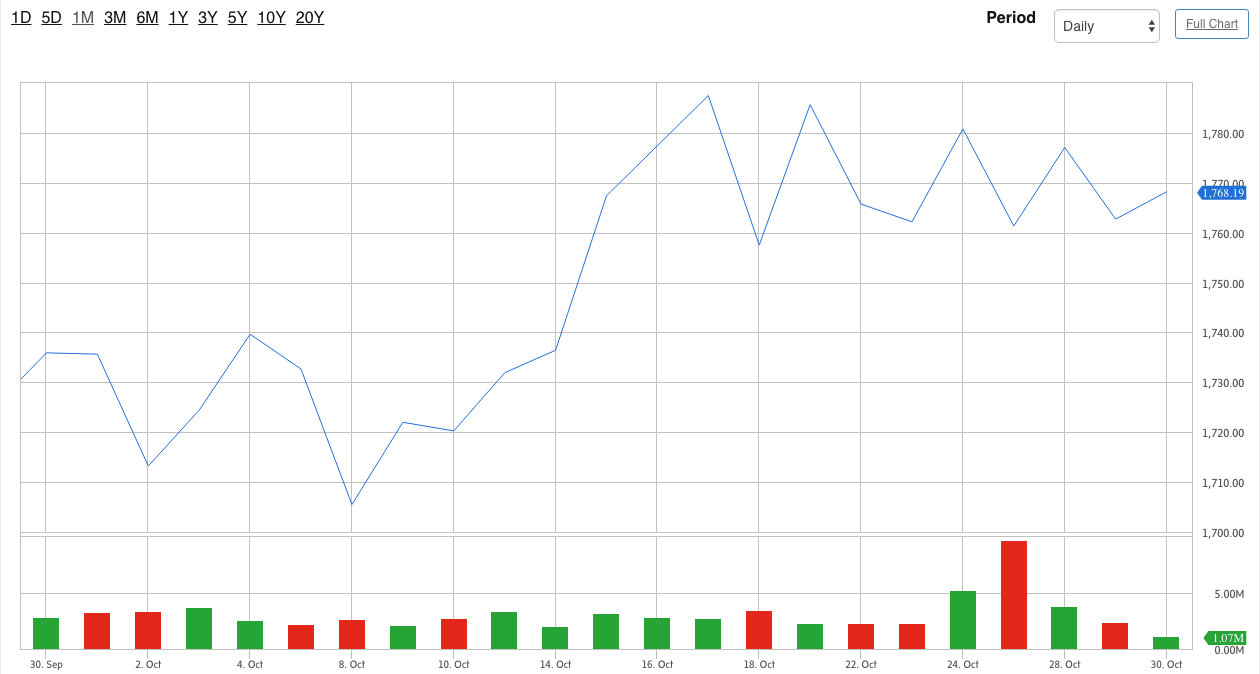 1D 5D 1M 3M 6M 1Y 3Y 5Y 10Y 20Y Period Daily Full Chart
1,780.00
1,770.00
1,768.19
1,760.00
1,750.00
1,740.00
1,730.00
1,720.00
1,710.00
1,700.00
5.00M
1.07M
0.00M
30. Sep 2. Oct 4. Oct 8. Oct 10. Oct 14. Oct 16. Oct 18. Oct 22. Oct 24. Oct 28. Oct 30. Oct